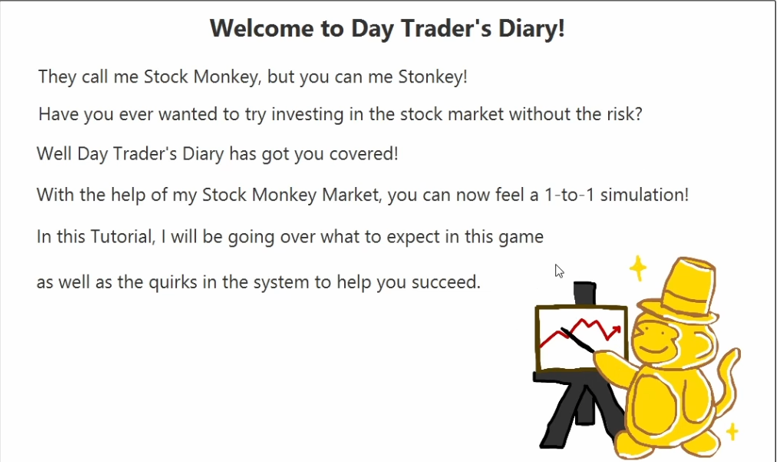 Welcome to Day Trader's Diary!
They call me Stock Monkey, but you can me Stonkey!
Have you ever wanted to try investing in the stock market without the risk?
Well Day Trader's Diary has got you covered!
With the help of my Stock Monkey Market, you can now feel a 1-to-1 simulation!
In this Tutorial, I will be going over what to expect in this game
as well as the quirks in the system to help you succeed.